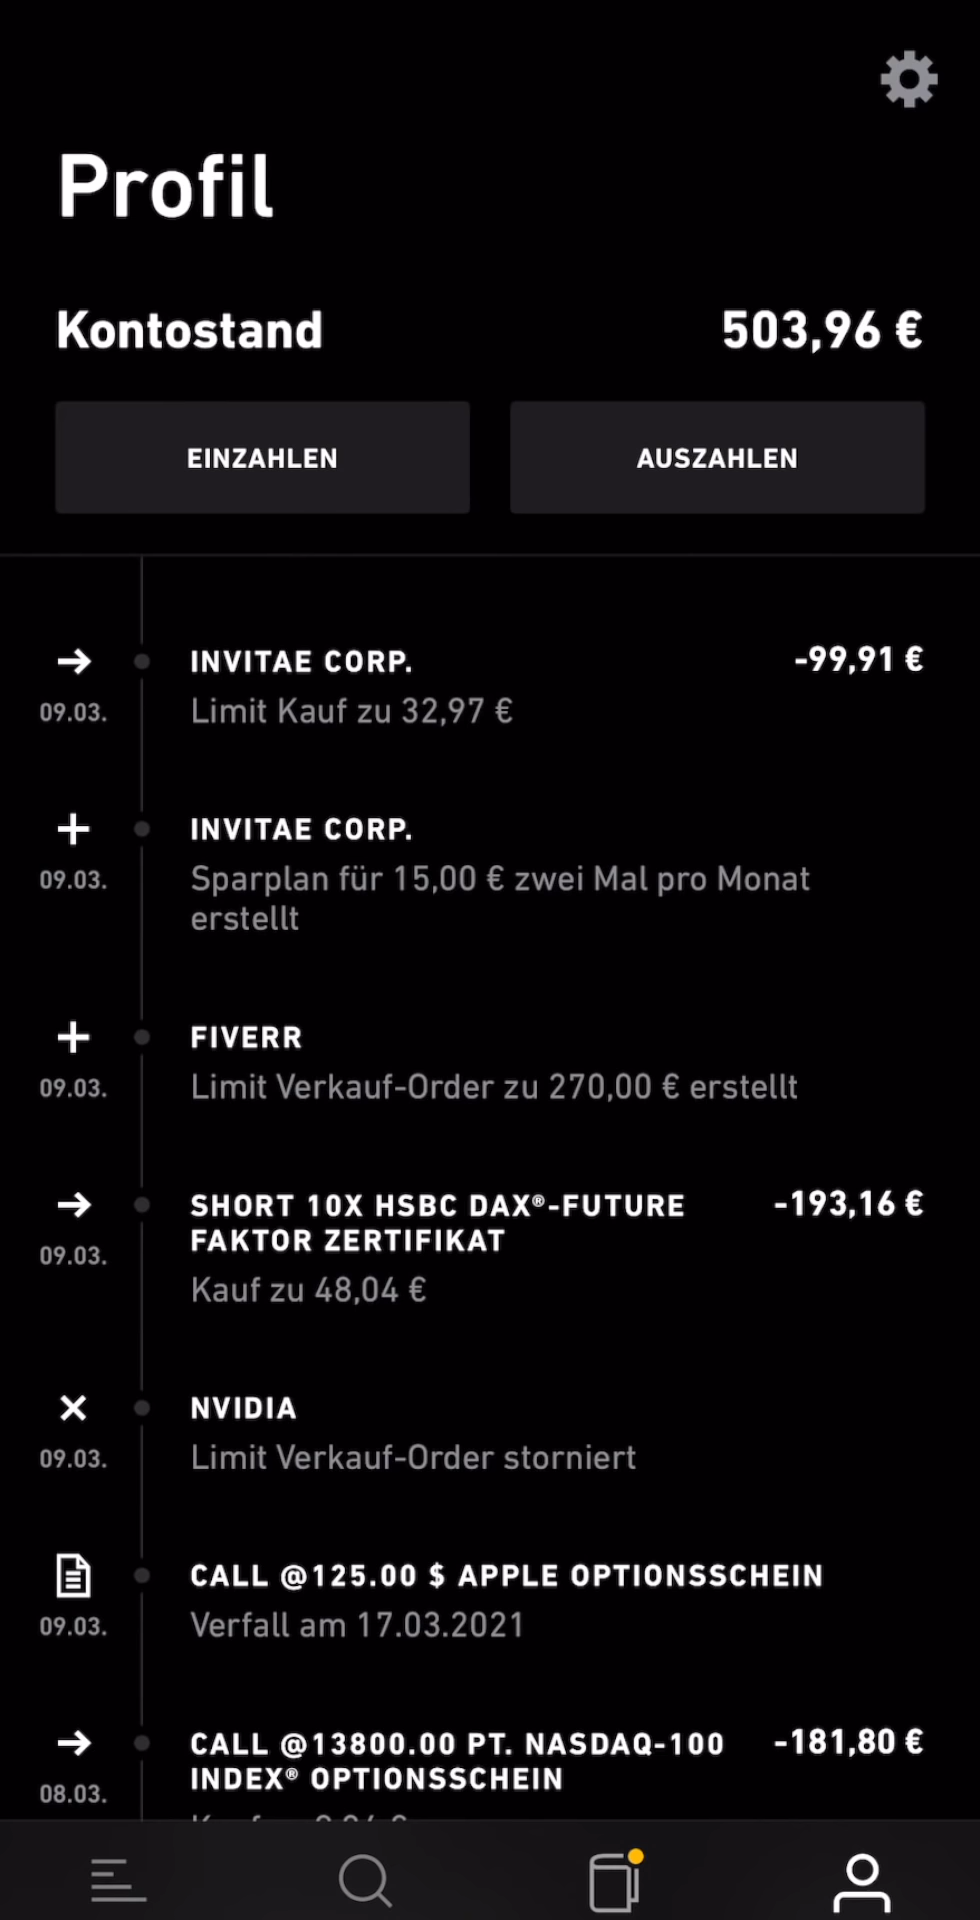 Profil
Kontostand 503,96 €
EINZAHLEN AUSZAHLEN
INVITAE CORP. -99,91 €
09.03. Limit Kauf zu 32,97 €
INVITAE CORP.
09.03. Sparplan für 15,00 € zwei Mal pro Monat
erstellt
FIVERR
09.03. Limit Verkauf-Order zu 270,00 € erstellt
SHORT 10X HSBC DAX®-FUTURE -193,16 €
FAKTOR ZERTIFIKAT
09.03.
Kauf zu 48,04 €
NVIDIA
09.03. Limit Verkauf-Order storniert
CALL @125.00 $ APPLE OPTIONSSCHEIN
09.03. Verfall am 17.03.2021
CALL @13800.00 PT. NASDAQ-100 -181,80 €
INDEX® OPTIONSSCHEIN
08.03.